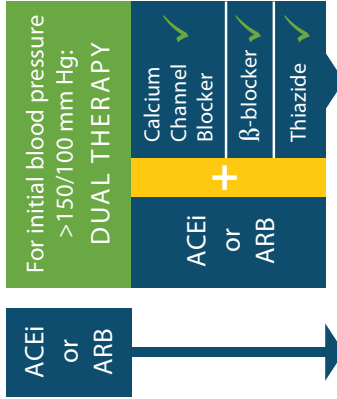 ACEi
or
ARB
For initial blood pressure
>150/100 mm Hg:
DUAL THERAPY
ACEi
or
ARB
+
Calcium
Channel
Blocker
ß-blocker
Thiazide